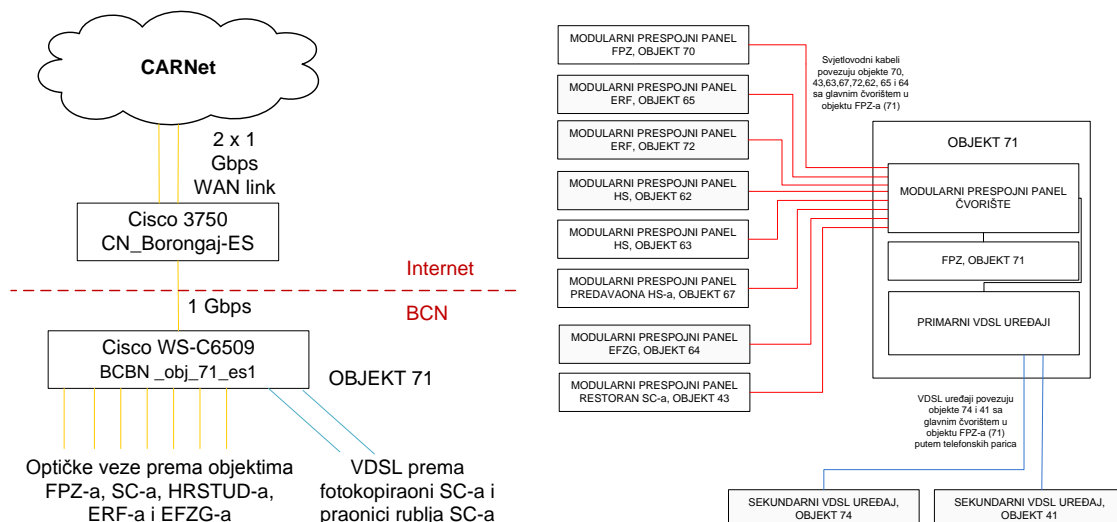 CARNet
2 x 1
Gbps
WAN link
Cisco 3750
CN_Borongaj-ES
Internet
BCN
1 Gbps
Cisco WS-C6509
BCBN _obj_71_es1
OBJEKT 71
Optičke veze prema objektima
FPZ-a, SC-a, HRSTUD-a,
ERF-a i EFZG-a
VDSL prema
fotokopiraoni SC-a i
praonici rublja SC-a
MODULARNI PRESPOJNI PANEL
FPZ, OBJEKT 70
MODULARNI PRESPOJNI PANEL
ERF, OBJEKT 65
MODULARNI PRESPOJNI PANEL
ERF, OBJEKT 72
MODULARNI PRESPOJNI PANEL
HS, OBJEKT 62
MODULARNI PRESPOJNI PANEL
HS, OBJEKT 63
MODULARNI PRESPOJNI PANEL
PREDAVAONA HS-a, OBJEKT 67
MODULARNI PRESPOJNI PANEL
EFZG, OBJEKT 64
MODULARNI PRESPOJNI PANEL
RESTORAN SC-a, OBJEKT 43
Svjetlovodni kabeli
povezuju objekte 70,
43,63,67,72,62, 65 i 64
sa glavnim čvorištem u
objektu FPZ-a (71)
OBJEKT 71
MODULARNI PRESPOJNI PANEL
ČVORIŠTE
FPZ, OBJEKT 71
PRIMARNI VDSL UREĐAJI
VDSL uređaji povezuju
objekte 74 i 41 sa
glavnim čvorištem u
objektu FPZ-a (71)
putem telefonskih parica
SEKUNDARNI VDSL UREĐAJ,
OBJEKT 74
SEKUNDARNI VDSL UREĐAJ,
OBJEKT 41